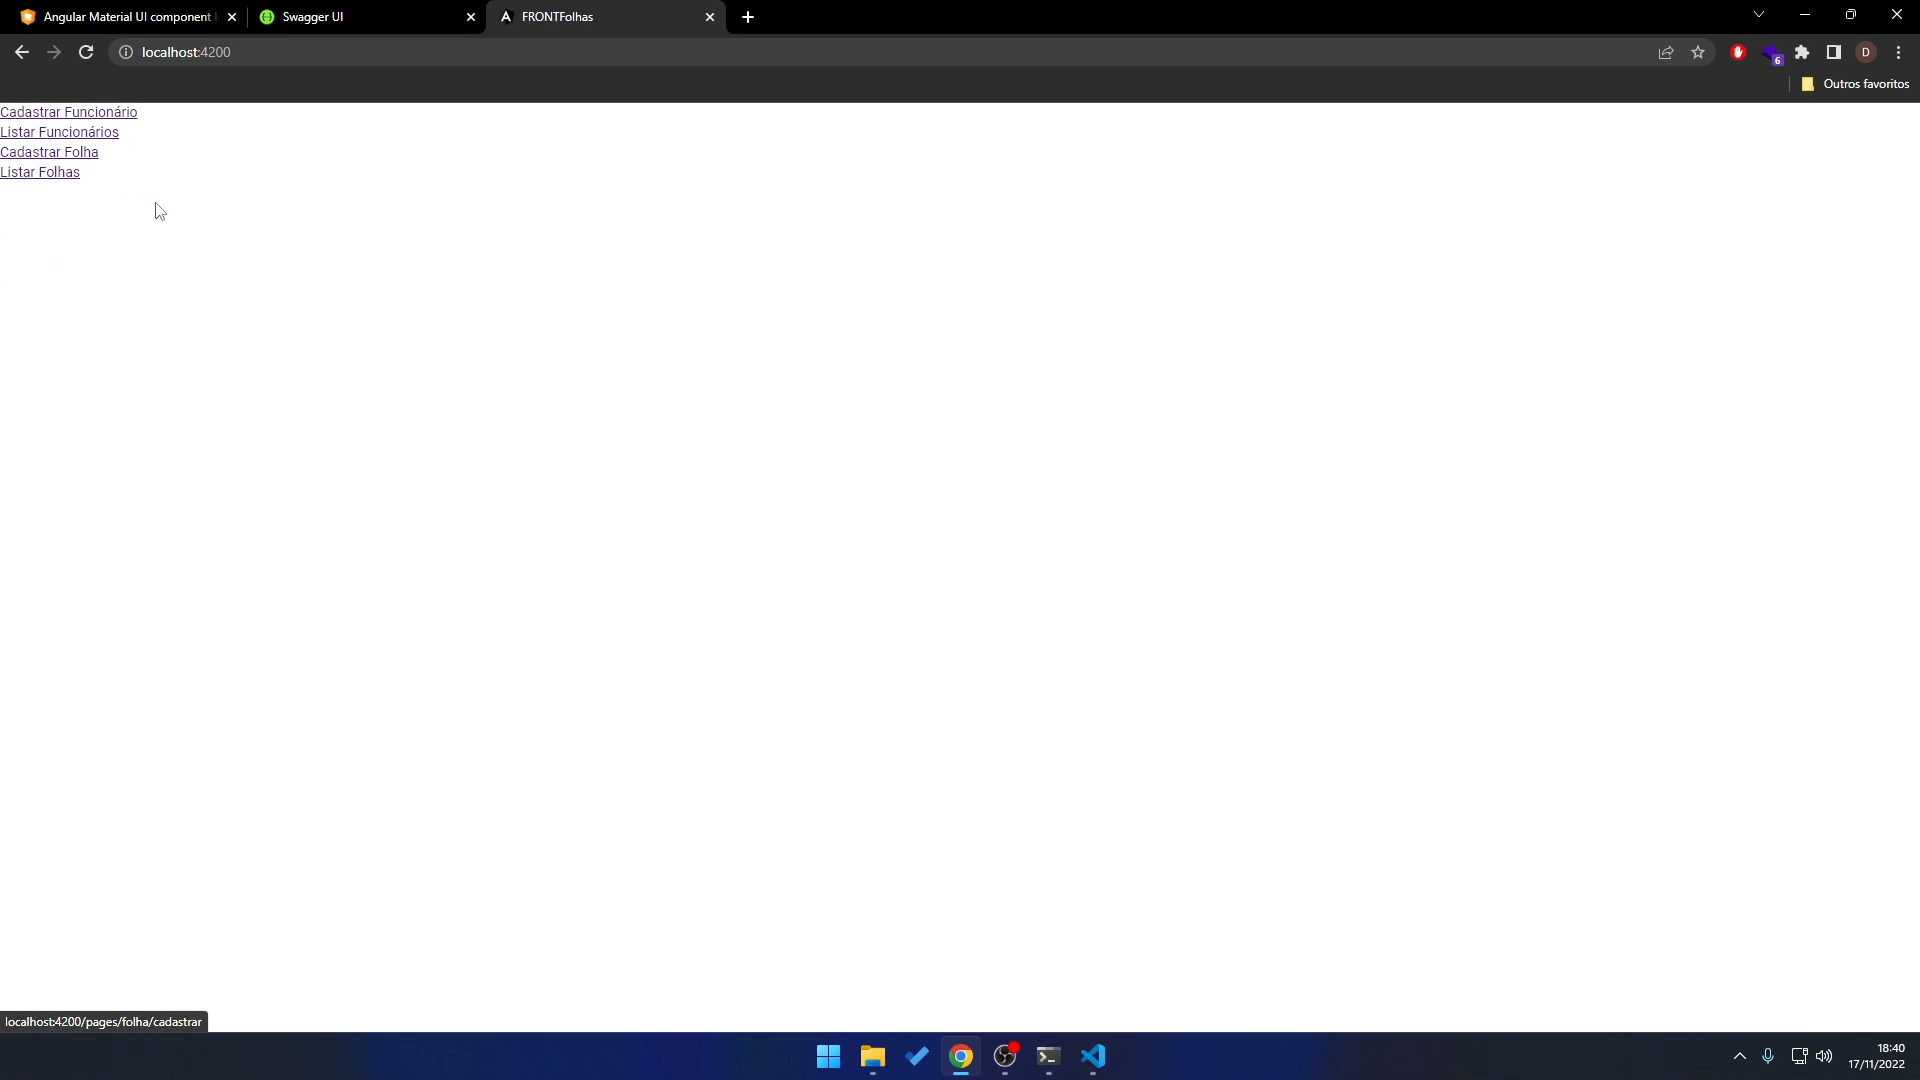 Angular Material UI component
Swagger UI
FRONTFolhas
localhost:4200
6
D
Outros favoritos
Cadastrar Funcionário
Listar Funcionários
Cadastrar Folha
Listar Folhas
localhost:4200/pages/folha/cadastrar
18:40
17/11/2022